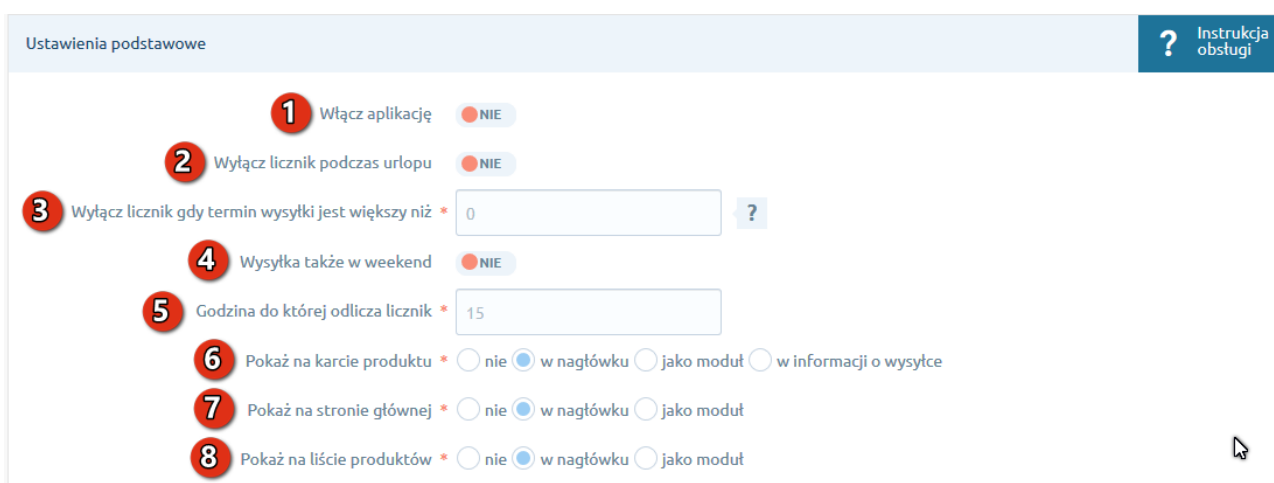 Ustawienia podstawowe
? Instrukcja
obsługi
1 Włącz aplikację NIE
2 Wyłącz licznik podczas urlopu NIE
3 Wyłącz licznik gdy termin wysyłki jest większy niż * 0 ?
4 Wysyłka także w weekend NIE
5 Godzina do której odlicza licznik * 15
6 Pokaż na karcie produktu * nie w nagłówku jako moduł w informacji o wysyłce
7 Pokaż na stronie głównej * nie w nagłówku jako moduł
8 Pokaż na liście produktów * nie w nagłówku jako moduł